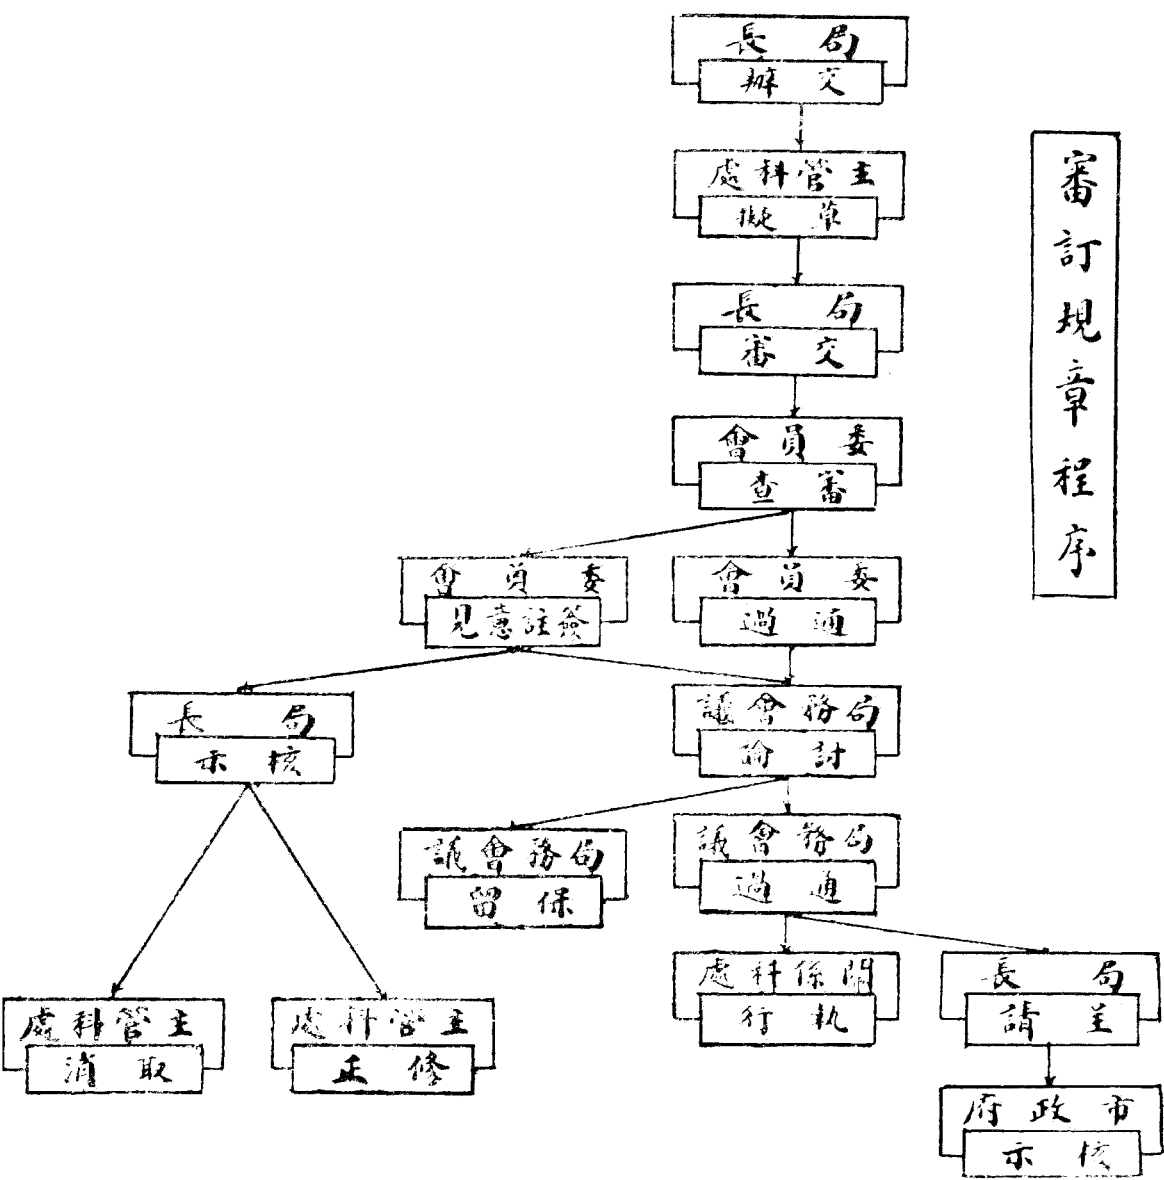 審訂規章程序
局長
交辦
主管科處
草擬
局長
交審
委員會
審查
委員會
通過
委員會
簽註意見
局務會議
討論
局長
核示
局務會議
通過
局務會議
保留
關係科處
執行
局長
呈請
主管科處
修正
主管科處
取消
市政府
核示